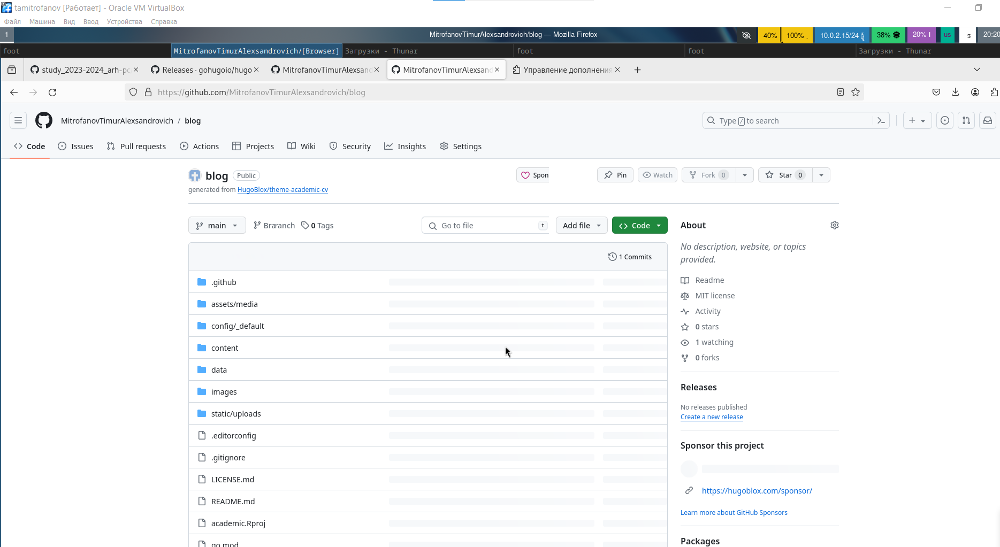 tamitrofanov [Работает] - Oracle VM VirtualBox
Файл Машина Вид Ввод Устройства Справка
1 MitrofanovTimurAlexsandrovich/blog — Mozilla Firefox 40% 100% 10.0.2.15/24 38% 20% us 3 20:20
foot MitrofanovTimurAlexsandrovich/[Browser] Загрузки - Thunar foot foot Загрузки - Thunar
study_2023-2024_arh-pc Releases · gohugoio/hugo MitrofanovTimurAlexsand MitrofanovTimurAlexsand Управление дополнения
https://github.com/MitrofanovTimurAlexsandrovich/blog
MitrofanovTimurAlexsandrovich / blog Type / to search
Code Issues Pull requests Actions Projects Wiki Security Insights Settings
blog Public Spon Pin Watch Fork 0 Star 0
generated from HugoBlox/theme-academic-cv
main Braranch 0 Tags Go to file t Add file Code
1 Commits
.github
assets/media
config/_default
content
data
images
static/uploads
.editorconfig
.gitignore
LICENSE.md
README.md
academic.Rproj
go.mod
About
No description, website, or topics
provided.
Readme
MIT license
Activity
0 stars
1 watching
0 forks
Releases
No releases published
Create a new release
Sponsor this project
https://hugoblox.com/sponsor/
Learn more about GitHub Sponsors
Packages